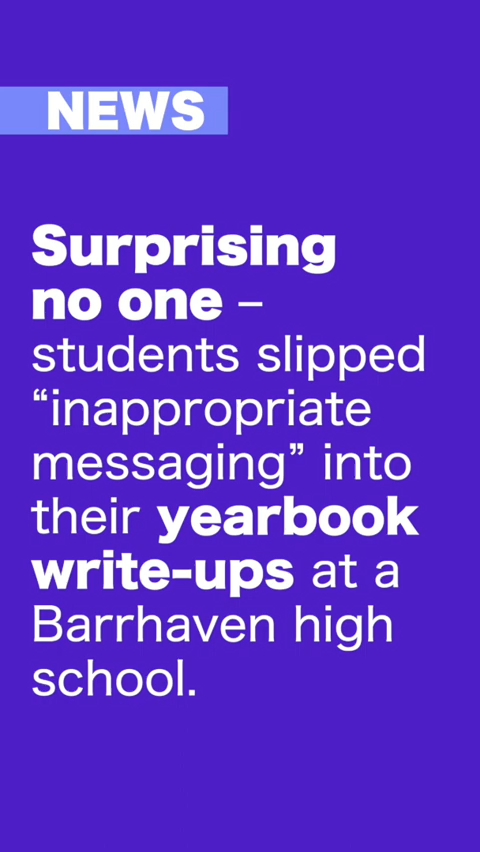 NEWS
Surprising
no one –
students slipped
“inappropriate
messaging” into
their yearbook
write-ups at a
Barrhaven high
school.